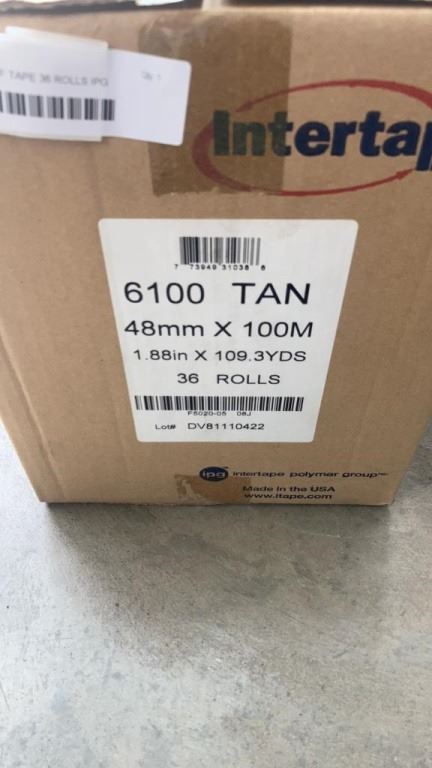 F TAPE 36 ROLLS IPG
Qty 1
Intertap
7 73949 31038 8
6100 TAN
48mm X 100M
1.88in X 109.3YDS
36 ROLLS
F5020-05 08J
Lot# DV81110422
ipg intertape polymer group
Made in the USA
www.itape.com